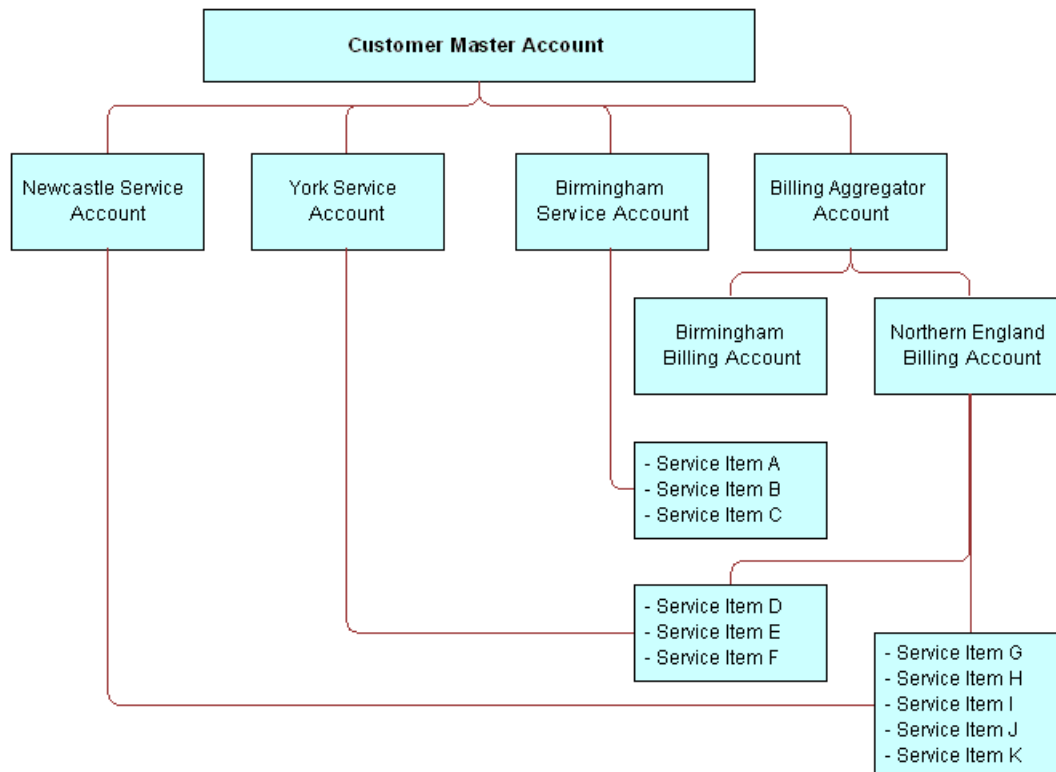 Customer Master Account
Newcastle Service
Account
York Service
Account
Birmingham
Service Account
Billing Aggregator
Account
Birmingham
Billing Account
Northern England
Billing Account
- Service Item A
- Service Item B
- Service Item C
- Service Item D
- Service Item E
- Service Item F
- Service Item G
- Service Item H
- Service Item I
- Service Item J
- Service Item K